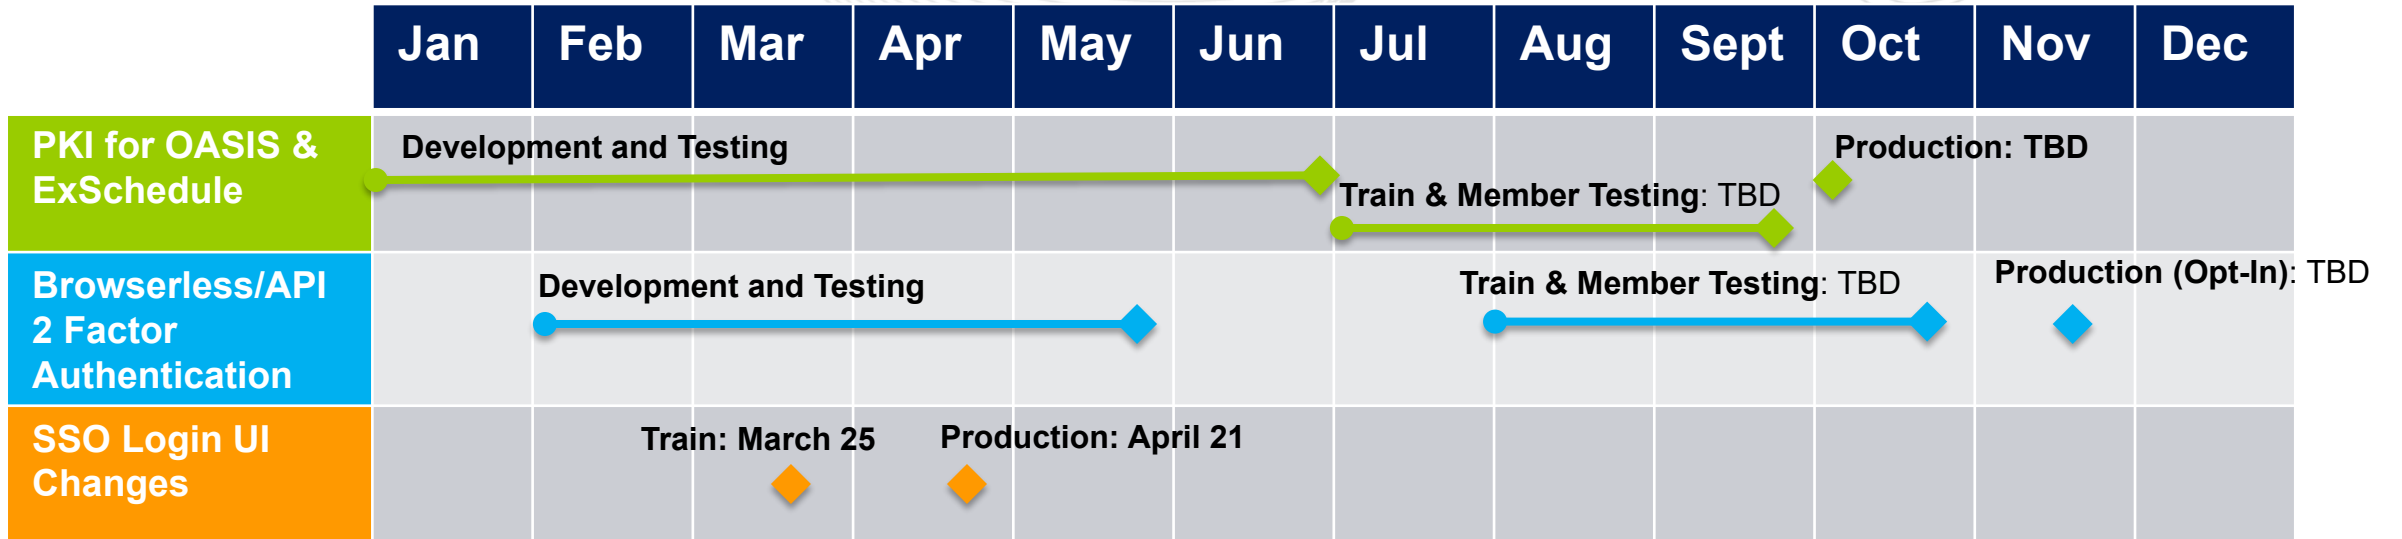 Jan Feb Mar Apr May Jun Jul Aug Sept Oct Nov Dec
PKI for OASIS &
ExSchedule
Development and Testing
Train & Member Testing: TBD
Production: TBD
Browserless/API
2 Factor
Authentication
Development and Testing
Train & Member Testing: TBD
Production (Opt-In): TBD
SSO Login UI
Changes
Train: March 25
Production: April 21